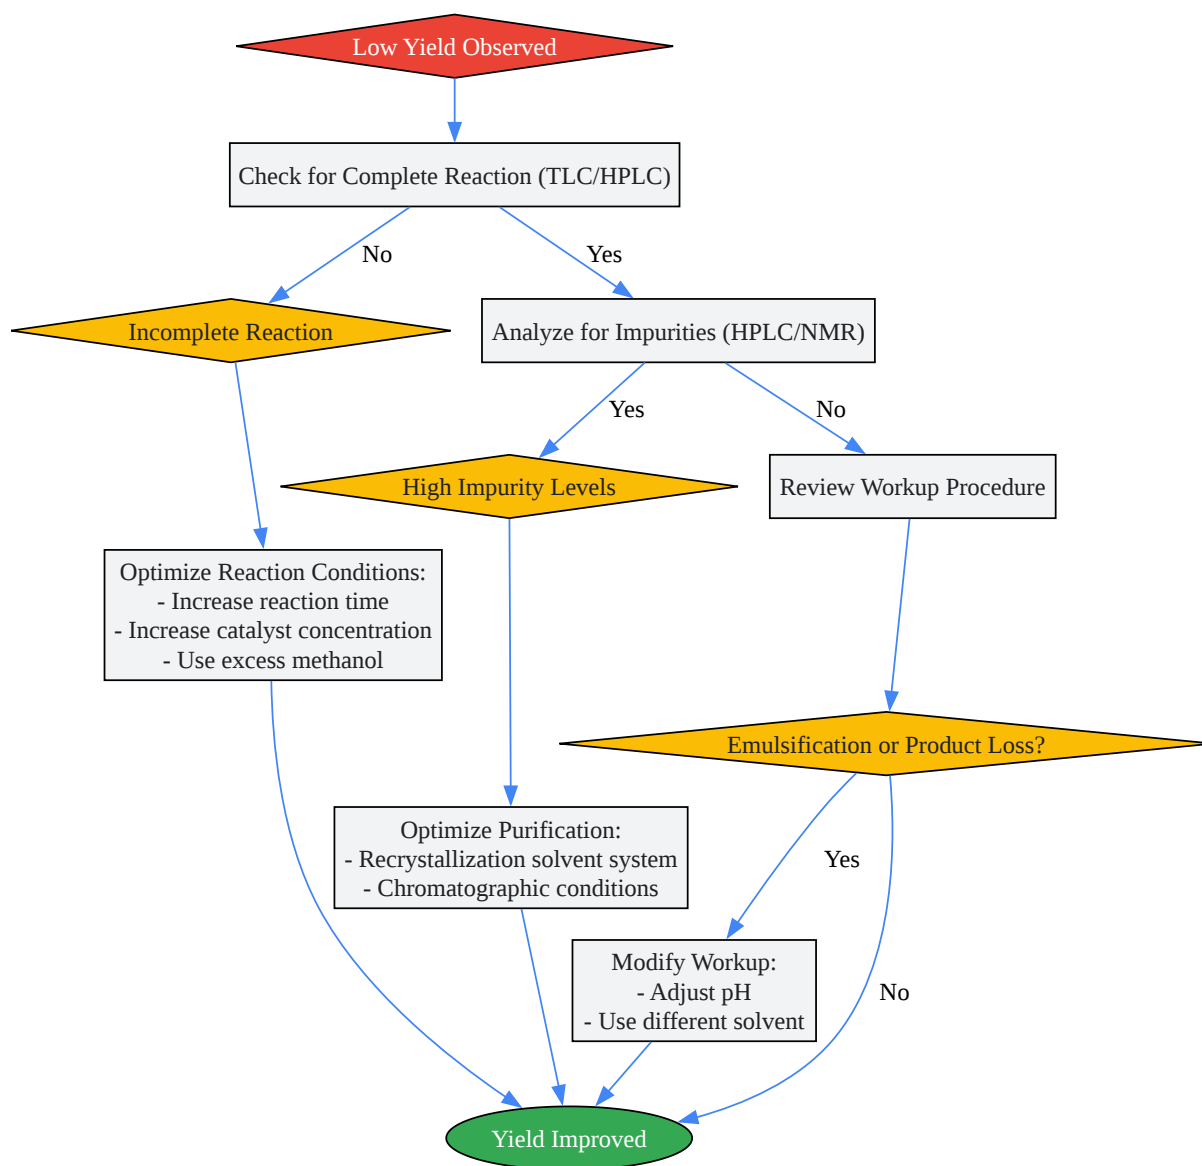 Low Yield Observed
Check for Complete Reaction (TLC/HPLC)
No
Yes
Incomplete Reaction
Analyze for Impurities (HPLC/NMR)
Yes
No
High Impurity Levels
Review Workup Procedure
Optimize Reaction Conditions:
- Increase reaction time
- Increase catalyst concentration
- Use excess methanol
Emulsification or Product Loss?
Optimize Purification:
- Recrystallization solvent system
- Chromatographic conditions
Yes
Modify Workup:
- Adjust pH
- Use different solvent
No
Yield Improved